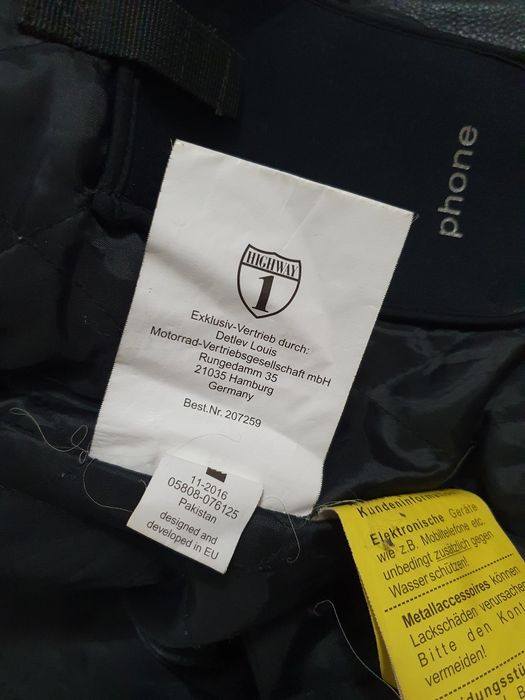 phone
HIGHWAY
1
Exklusiv-Vertrieb durch:
Detlev Louis
Motorrad-Vertriebsgesellschaft mbH
Rungedamm 35
21035 Hamburg
Germany
Best.Nr. 207259
11-2016
05808-076125
Pakistan
designed and
developed in EU
Elektronische Geräte
wie z.B. Mobiltelefone etc.
unbedingt zusätzlich gegen
Wasser schützen!
Metallaccessoires können
Lackschäden
Bitte den
vermeiden!